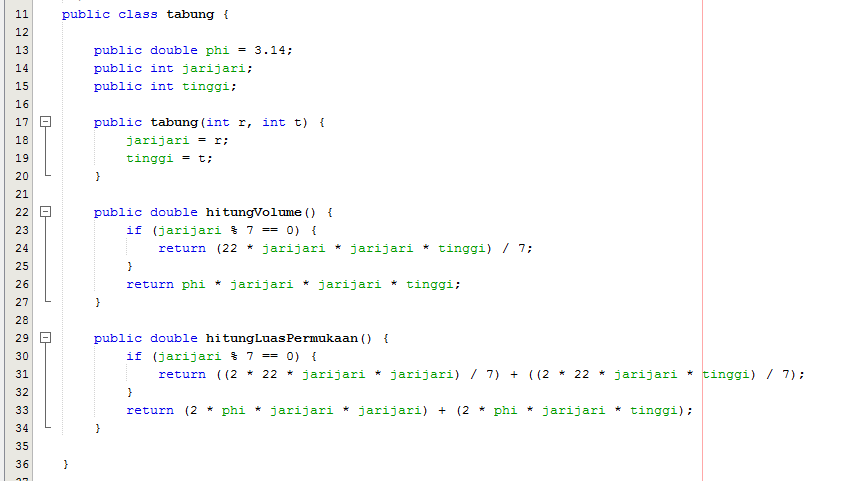 11 public class tabung {
12
13 public double phi = 3.14;
14 public int jarijari;
15 public int tinggi;
16
17 public tabung(int r, int t) {
18 jarijari = r;
19 tinggi = t;
20 }
21
22 public double hitungVolume() {
23 if (jarijari % 7 == 0) {
24 return (22 * jarijari * jarijari * tinggi) / 7;
25 }
26 return phi * jarijari * jarijari * tinggi;
27 }
28
29 public double hitungLuasPermukaan() {
30 if (jarijari % 7 == 0) {
31 return ((2 * 22 * jarijari * jarijari) / 7) + ((2 * 22 * jarijari * tinggi) / 7);
32 }
33 return (2 * phi * jarijari * jarijari) + (2 * phi * jarijari * tinggi);
34 }
35
36 }